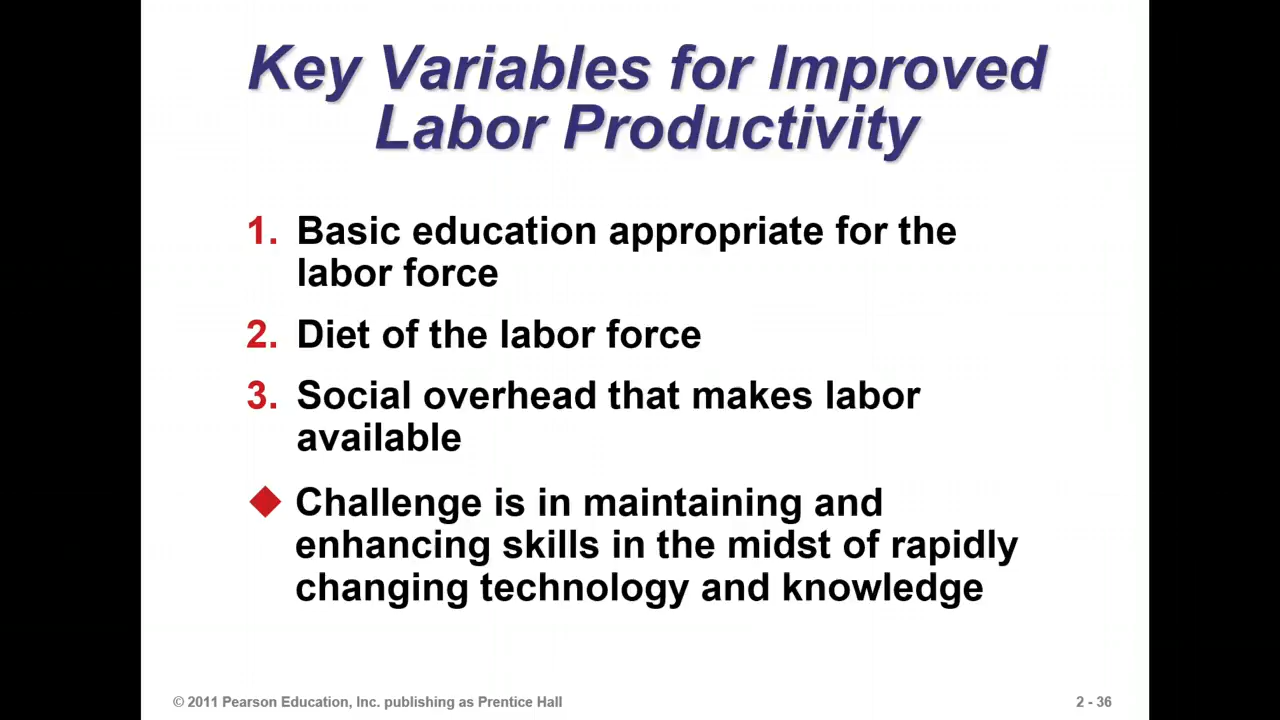 Key Variables for Improved
Labor Productivity
1. Basic education appropriate for the
labor force
2. Diet of the labor force
3. Social overhead that makes labor
available
Challenge is in maintaining and
enhancing skills in the midst of rapidly
changing technology and knowledge
© 2011 Pearson Education, Inc. publishing as Prentice Hall
2 - 36